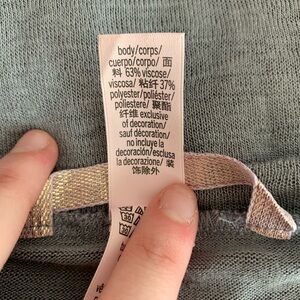 body/corps/
cuerpo/corpo/ 面
料 63% viscose/
viscosa/ 粘纤 37%
polyester/poliéster/
poliestere/ 聚酯
纤维 exclusive
of decoration/
sauf décoration/
no incluye la
decoración/esclusa
la decorazione/ 装
饰除外